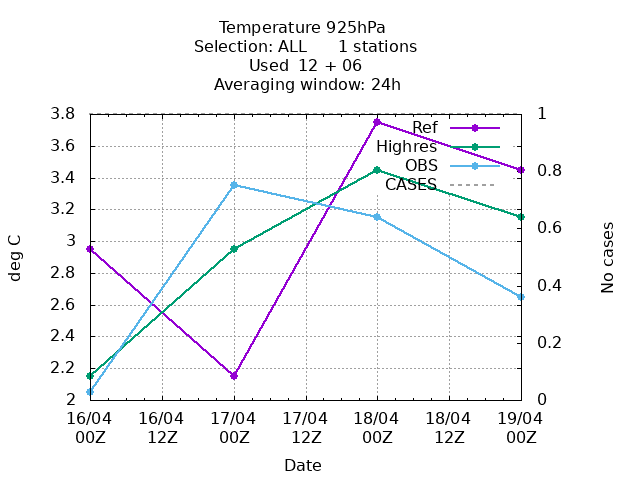 Temperature 925hPa
Selection: ALL      1 stations
Used  12 + 06
Averaging window: 24h
3.8
3.6
3.4
3.2
3
2.8
2.6
2.4
2.2
2
1
0.8
0.6
0.4
0.2
0
deg C
No cases
Ref
Highres
OBS
CASES
16/04 16/04 17/04 17/04 18/04 18/04 19/04
00Z 12Z 00Z 12Z 00Z 12Z 00Z
Date